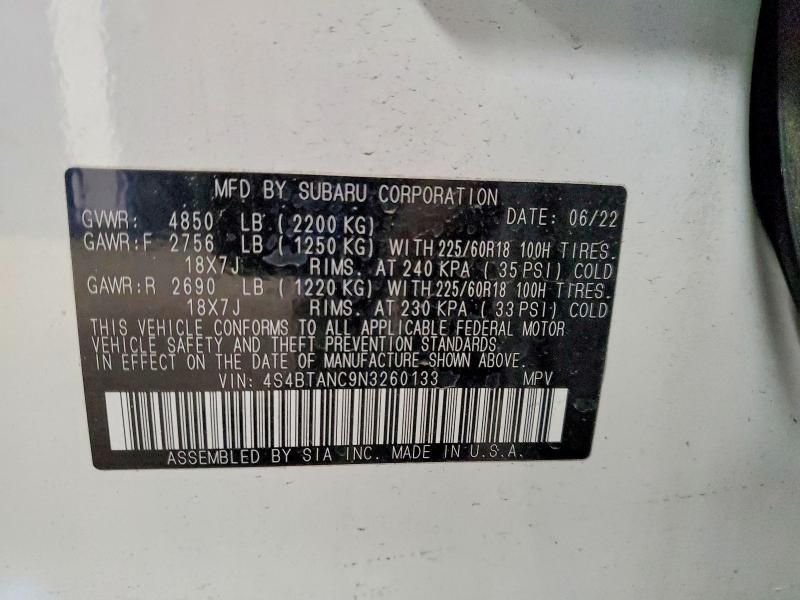 MFD BY SUBARU CORPORATION
GVWR: 4850 LB ( 2200 KG) DATE: 06/22
GAWR:F 2756 LB ( 1250 KG) WITH 225/60R18 100H TIRES.
18X7J RIMS. AT 240 KPA ( 35 PSI) COLD
GAWR:R 2690 LB ( 1220 KG) WITH 225/60R18 100H TIRES.
18X7J RIMS. AT 230 KPA ( 33 PSI) COLD
THIS VEHICLE CONFORMS TO ALL APPLICABLE FEDERAL MOTOR
VEHICLE SAFETY AND THEFT PREVENTION STANDARDS
IN EFFECT ON THE DATE OF MANUFACTURE SHOWN ABOVE.
VIN: 4S4BTANC9N3260133 MPV
ASSEMBLED BY SIA INC. MADE IN U.S.A.